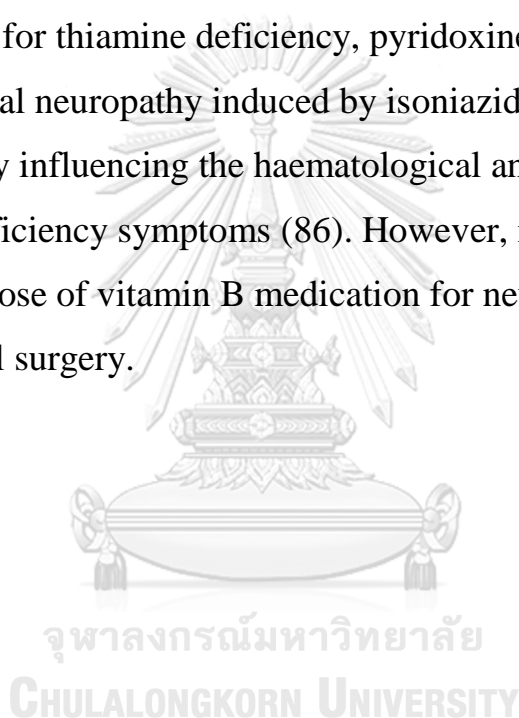 for thiamine deficiency, pyridoxine
al neuropathy induced by isoniazid
y influencing the haematological an
ficiency symptoms (86). However,
ose of vitamin B medication for ne
l surgery.
จุฬาลงกรณ์มหาวิทยาลัย
CHULALONGKORN UNIVERSITY